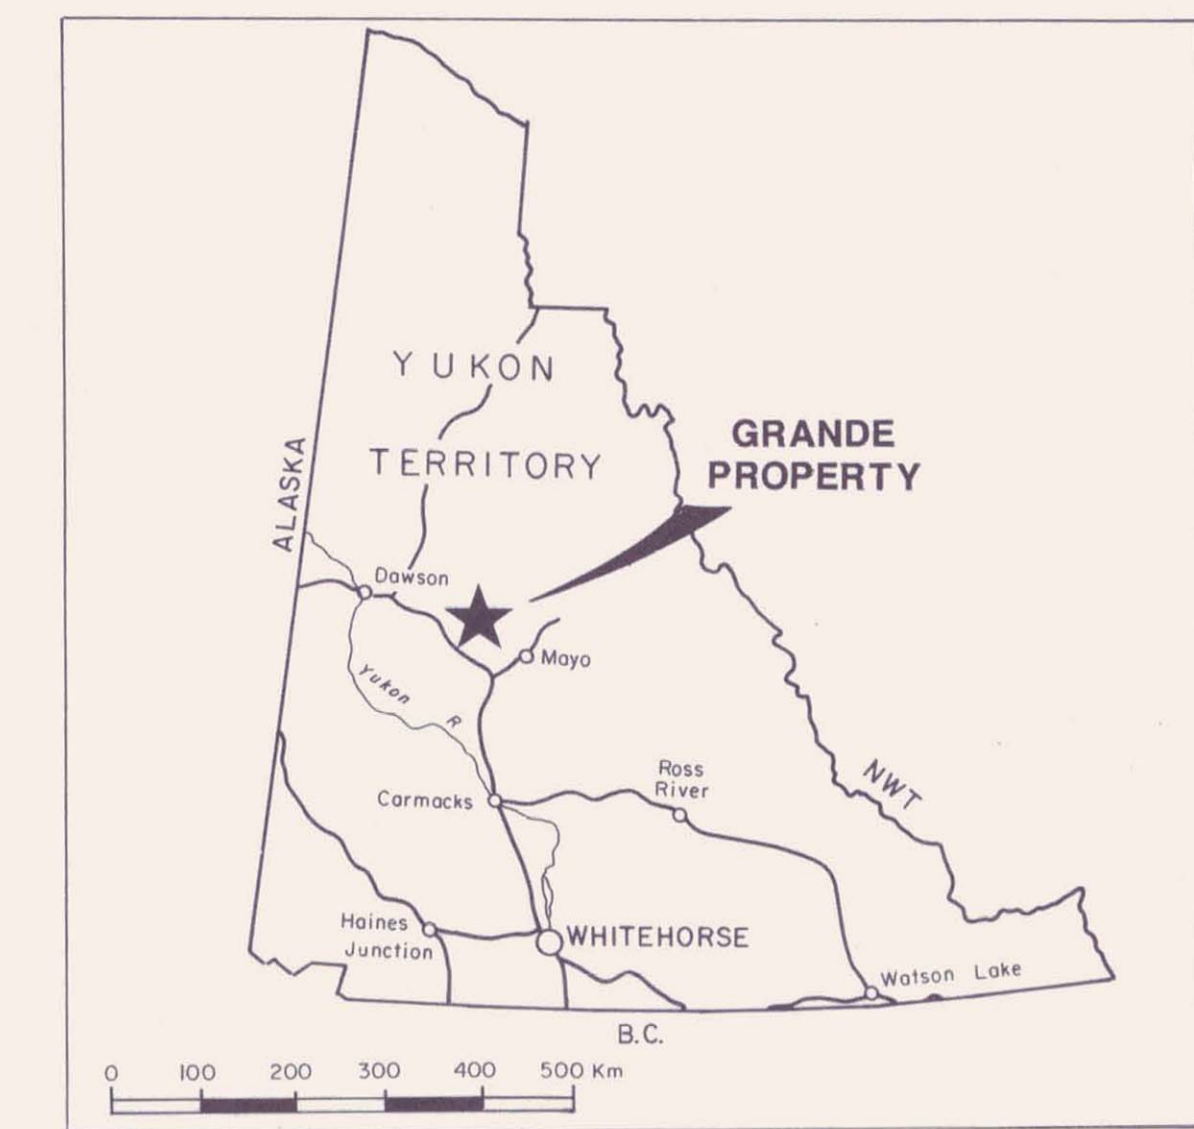 YUKON
TERRITORY
GRANDE
PROPERTY
ALASKA
Dawson
Mayo
Yukon R
Ross
River
NWT
Carmacks
Haines
Junction
WHITEHORSE
Watson Lake
B.C.
0 100 200 300 400 500 Km